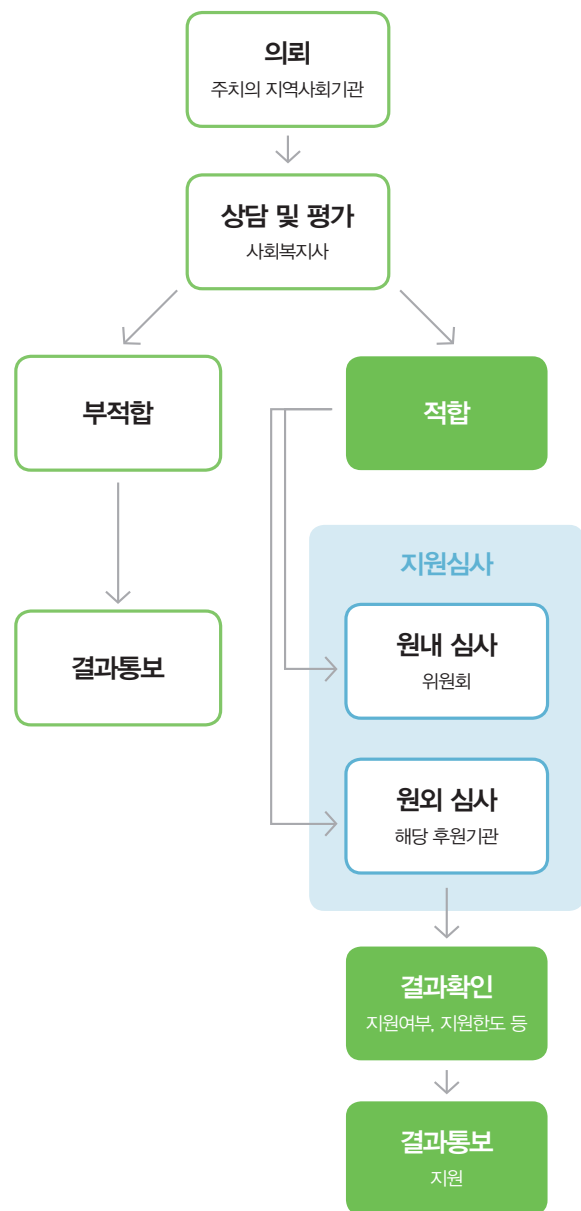 의뢰
주치의 지역사회기관
상담 및 평가
사회복지사
부적합
적합
지원심사
원내 심사
위원회
결과통보
원외 심사
해당 후원기관
결과확인
지원여부, 지원한도 등
결과통보
지원